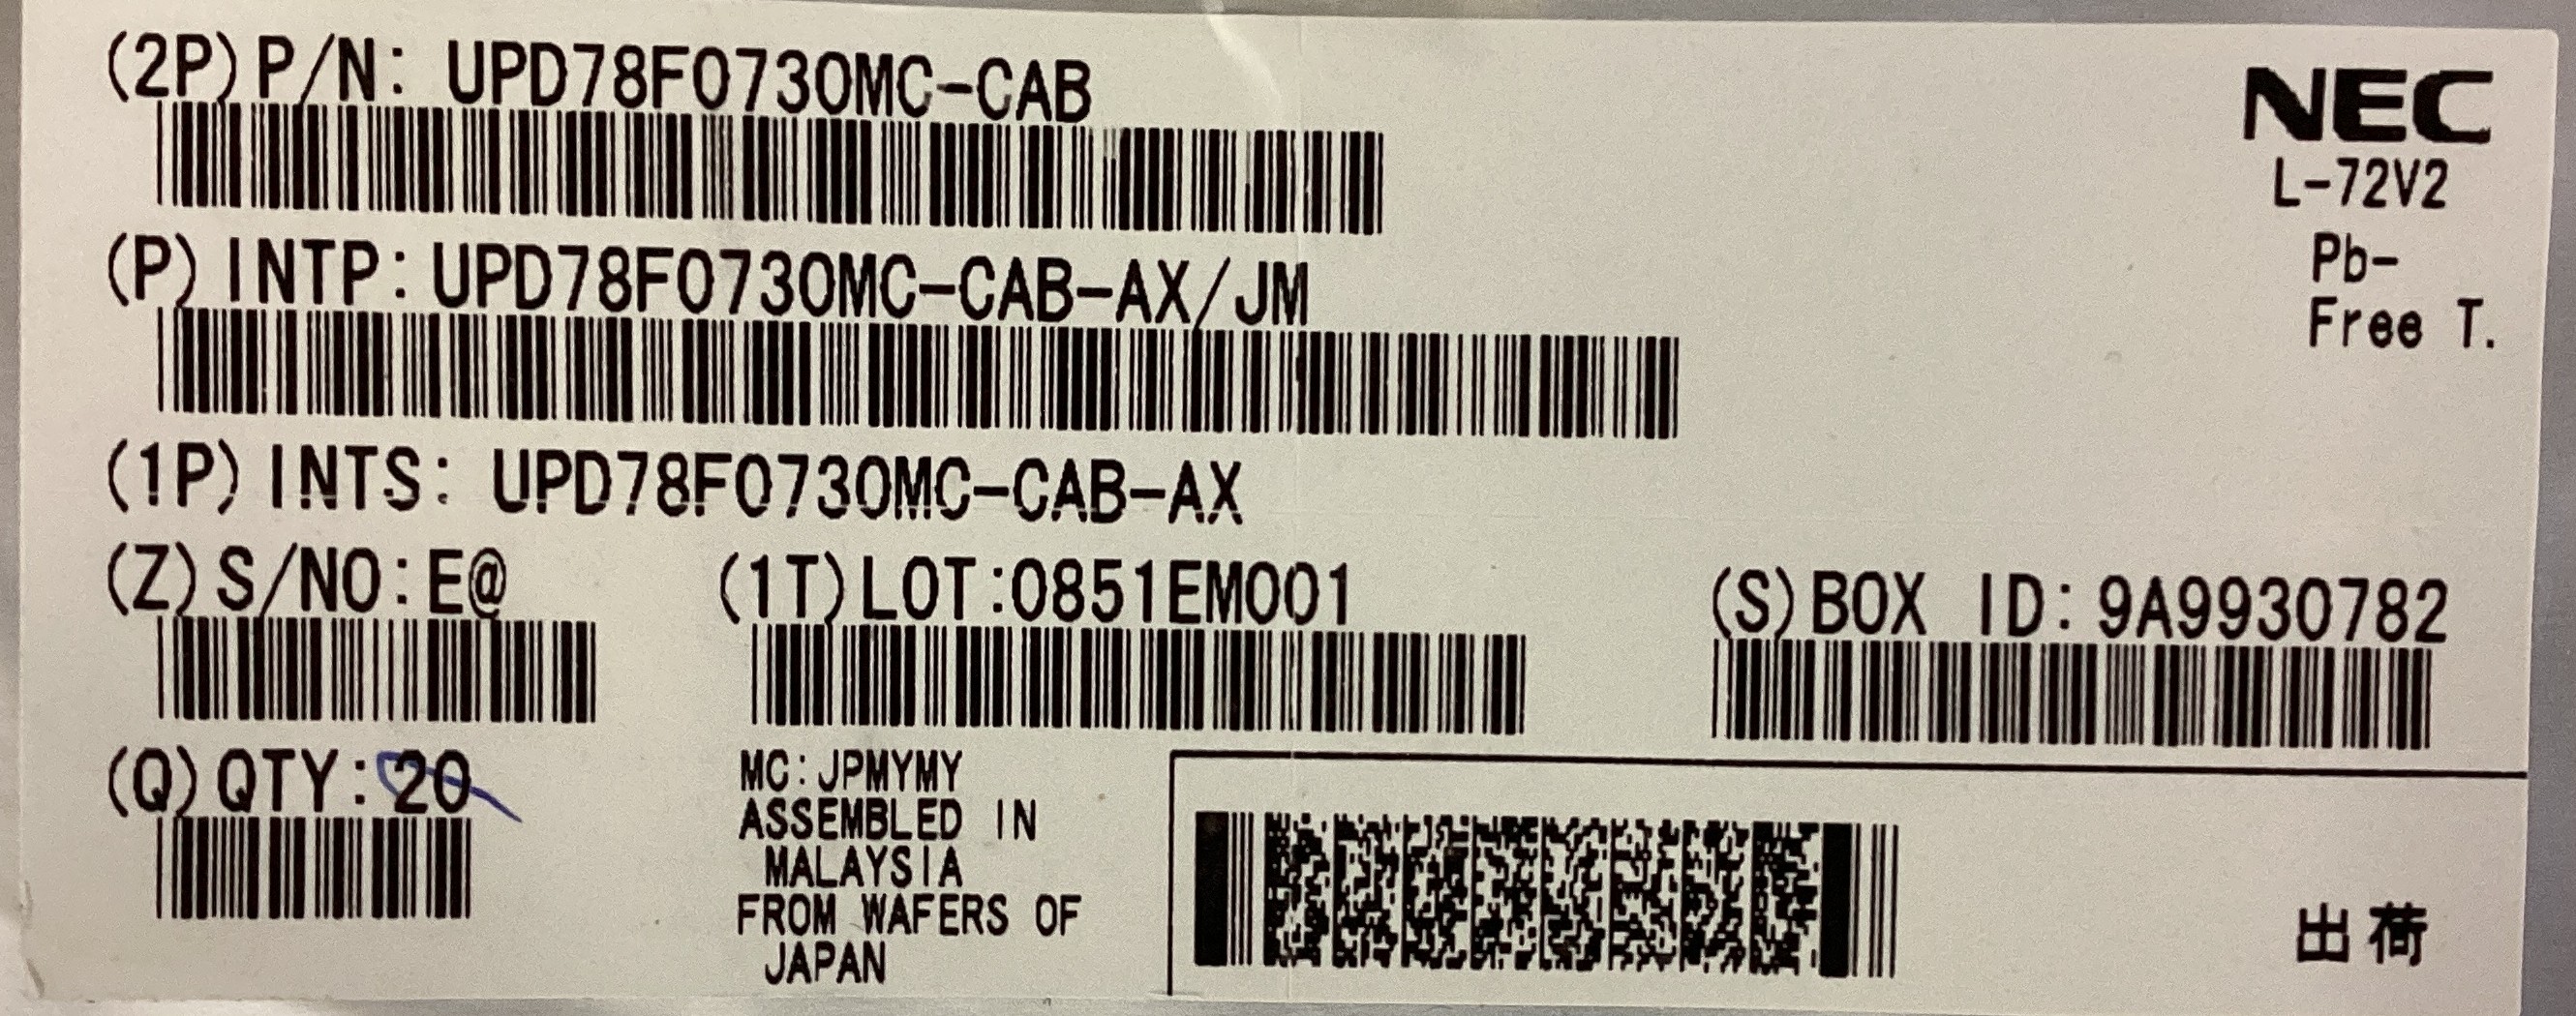 (2P) P/N: UPD78F0730MC-CAB
NEC
L-72V2
Pb-
Free T.
(P) INTP: UPD78F0730MC-CAB-AX/JM
(1P) INTS: UPD78F0730MC-CAB-AX
(Z) S/NO: E@
(1T) LOT:0851EM001
(S) BOX ID: 9A9930782
(Q) QTY: 20
MC: JPMYMY
ASSEMBLED IN
MALAYSIA
FROM WAFERS OF
JAPAN
出荷